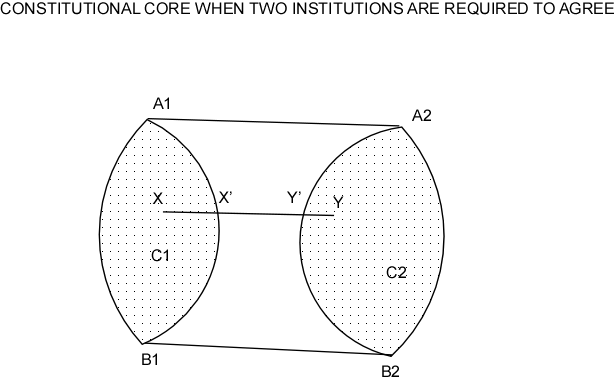 CONSTITUTIONAL CORE WHEN TWO INSTITUTIONS ARE REQUIRED TO AGREE
A1
A2
X X’ Y’ Y
C1
C2
B1
B2